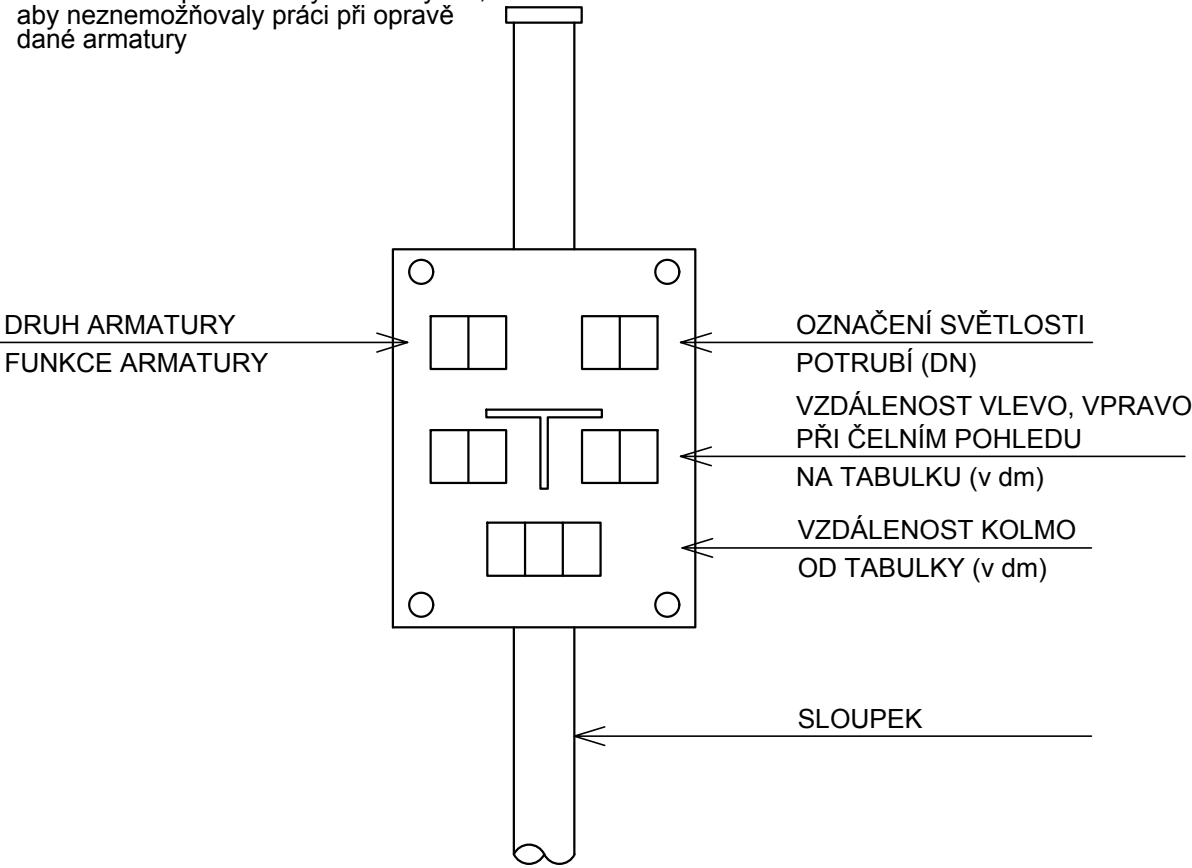 aby neznemožňovaly práci při opravě
dané armatury
DRUH ARMATURY
FUNKCE ARMATURY
OZNAČENÍ SVĚTLOSTI
POTRUBÍ (DN)
VZDÁLENOST VLEVO, VPRAVO
PŘI ČELNÍM POHLEDU
NA TABULKU (v dm)
VZDÁLENOST KOLMO
OD TABULKY (v dm)
SLOUPEK